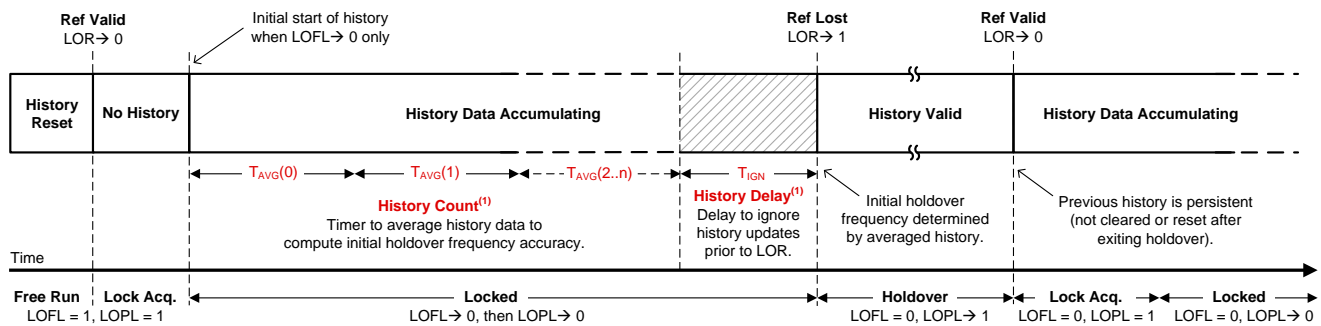 Ref Valid
LOR→ 0
Initial start of history
when LOFL→ 0 only
Ref Lost
LOR→ 1
Ref Valid
LOR→ 0
History
Reset
No History
History Data Accumulating
History Valid
History Data Accumulating
TAVG(0)
TAVG(1)
TAVG(2..n)
TIGN
History Count(1)
Timer to average history data to
compute initial holdover frequency accuracy.
History Delay(1)
Delay to ignore
history updates
prior to LOR.
Initial holdover
frequency determined
by averaged history.
Previous history is persistent
(not cleared or reset after
exiting holdover).
Time
Free Run
Lock Acq.
LOFL = 1, LOPL = 1
Locked
LOFL→ 0, then LOPL→ 0
Holdover
LOFL = 0, LOPL→ 1
Lock Acq.
LOFL = 0, LOPL = 1
Locked
LOFL = 0, LOPL→ 0